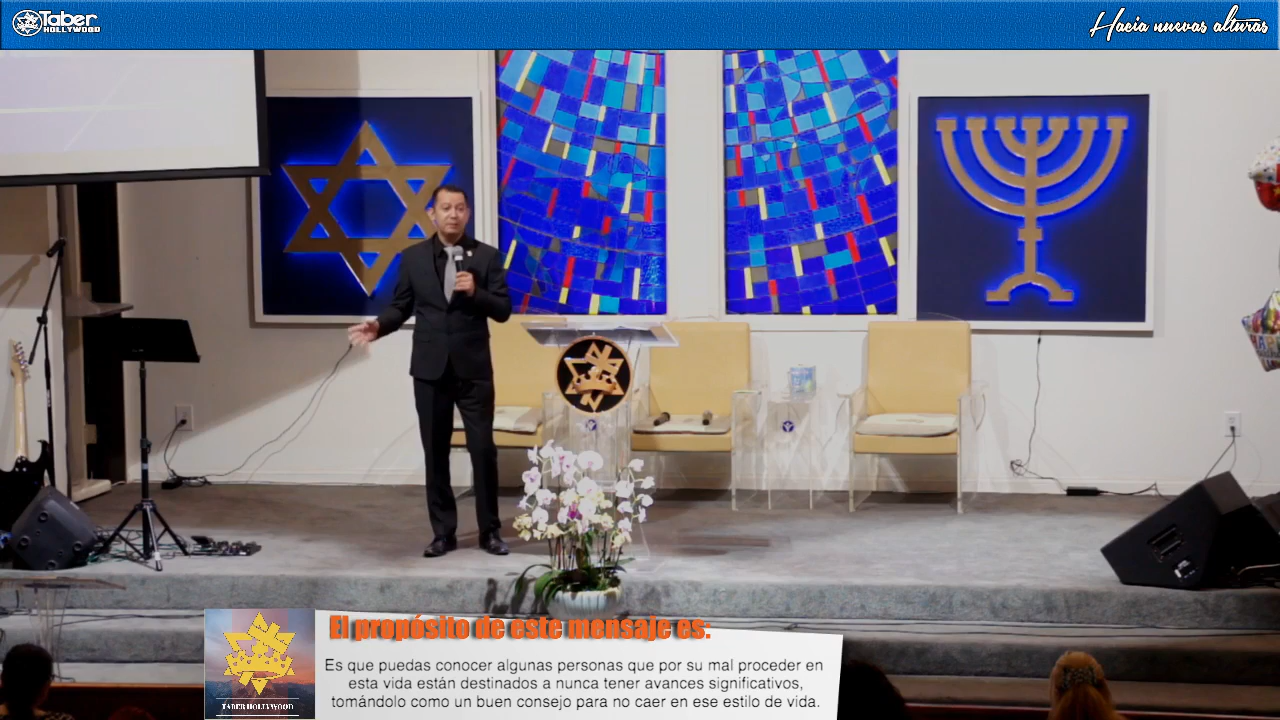 Taber
HOLLYWOOD
Hacia nuevas alturas
El propósito de este mensaje es:
Es que puedas conocer algunas personas que por su mal proceder en
esta vida están destinados a nunca tener avances significativos,
tomándolo como un buen consejo para no caer en ese estilo de vida.
TABER HOLLYWOOD